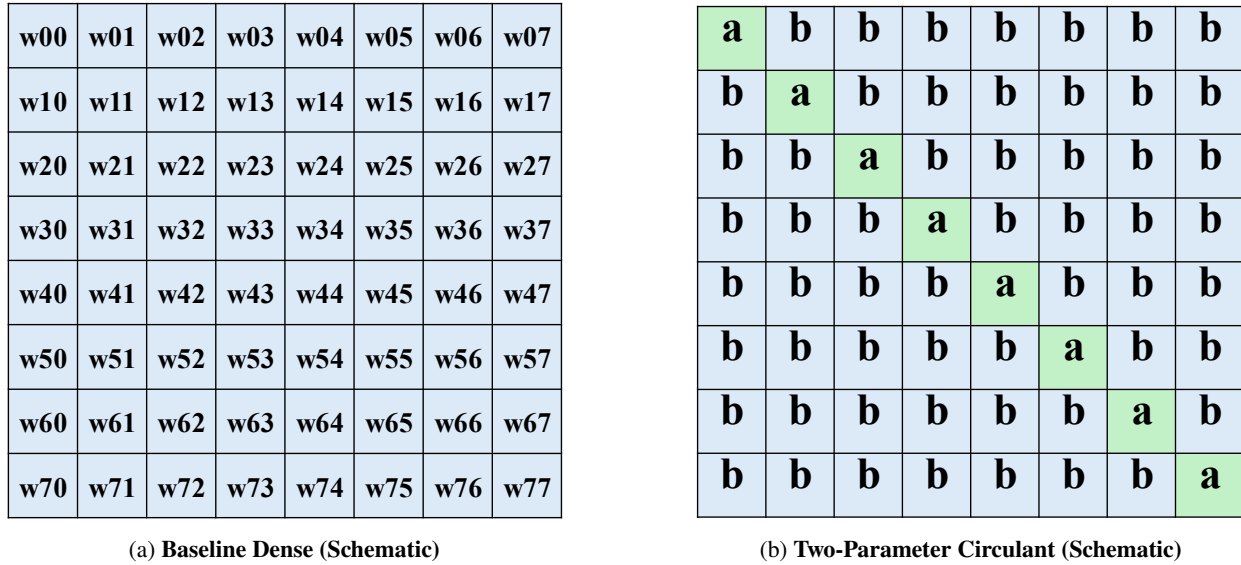 w00 w01 w02 w03 w04 w05 w06 w07
w10 w11 w12 w13 w14 w15 w16 w17
w20 w21 w22 w23 w24 w25 w26 w27
w30 w31 w32 w33 w34 w35 w36 w37
w40 w41 w42 w43 w44 w45 w46 w47
w50 w51 w52 w53 w54 w55 w56 w57
w60 w61 w62 w63 w64 w65 w66 w67
w70 w71 w72 w73 w74 w75 w76 w77
(a) Baseline Dense (Schematic)
a b b b b b b b
b a b b b b b b
b b a b b b b b
b b b a b b b b
b b b b a b b b
b b b b b a b b
b b b b b b a b
b b b b b b b a
(b) Two-Parameter Circulant (Schematic)